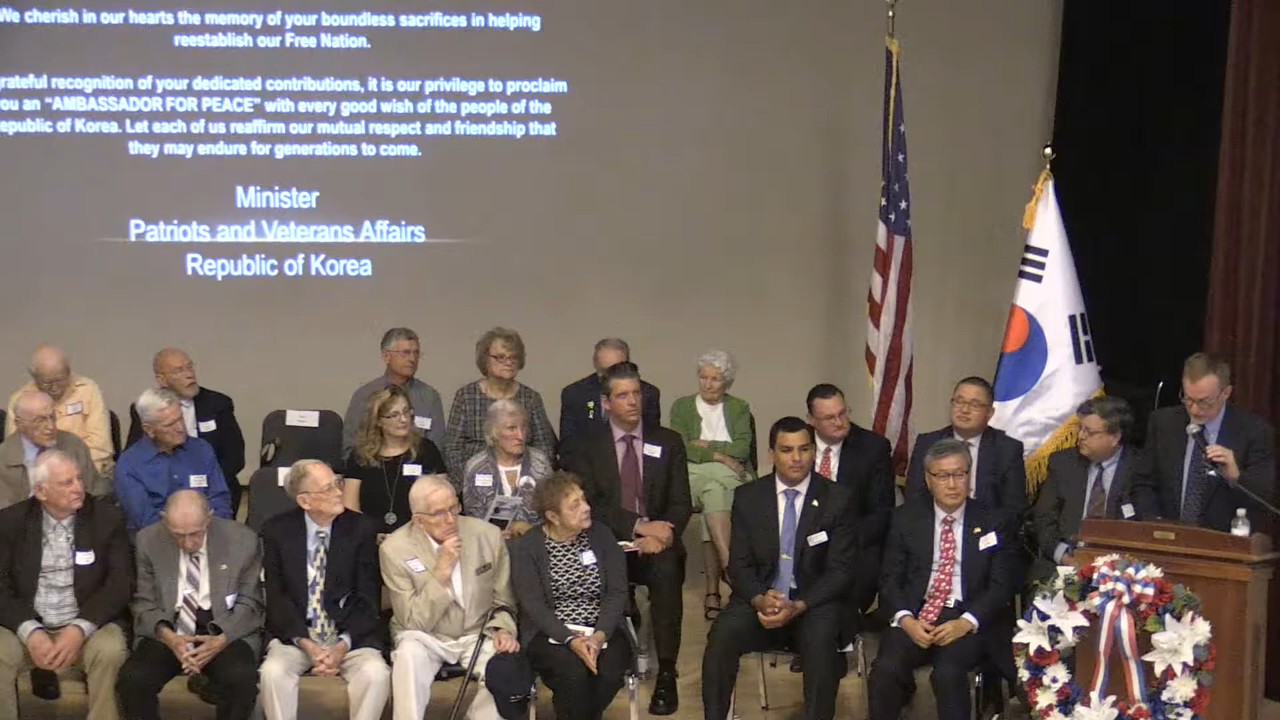 We cherish in our hearts the memory of your boundless sacrifices in helping
reestablish our Free Nation.
grateful recognition of your dedicated contributions, it is our privilege to proclaim
you an “AMBASSADOR FOR PEACE” with every good wish of the people of the
Republic of Korea. Let each of us reaffirm our mutual respect and friendship that
they may endure for generations to come.
Minister
Patriots and Veterans Affairs
Republic of Korea